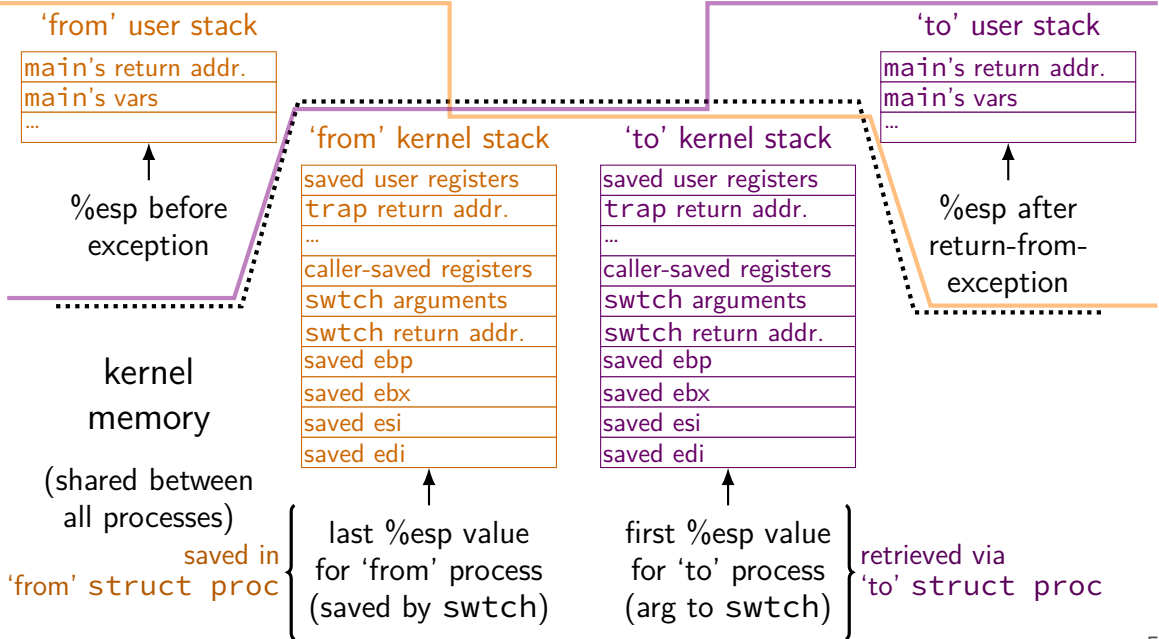 ‘from’ user stack
main's return addr.
main's vars
...
%esp before
exception
‘from’ kernel stack
saved user registers
trap return addr.
...
caller-saved registers
swtch arguments
swtch return addr.
saved ebp
saved ebx
saved esi
saved edi
‘to’ kernel stack
saved user registers
trap return addr.
...
caller-saved registers
swtch arguments
swtch return addr.
saved ebp
saved ebx
saved esi
saved edi
‘to’ user stack
main's return addr.
main's vars
...
%esp after
return-from-
exception
kernel
memory
(shared between
all processes)
saved in
‘from’ struct proc
last %esp value
for ‘from’ process
(saved by swtch)
first %esp value
for ‘to’ process
(arg to swtch)
retrieved via
‘to’ struct proc